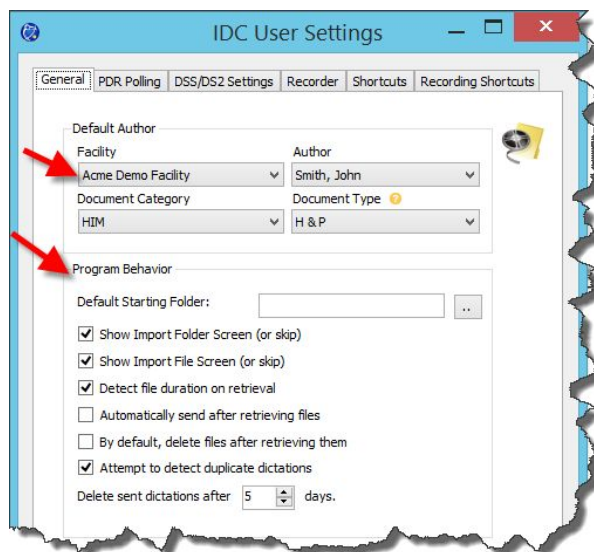 IDC User Settings
General PDR Polling DSS/DS2 Settings Recorder Shortcuts Recording Shortcuts
Default Author
Facility Author
Acme Demo Facility Smith, John
Document Category Document Type
HIM H & P
Program Behavior
Default Starting Folder: ..
Show Import Folder Screen (or skip)
Show Import File Screen (or skip)
Detect file duration on retrieval
Automatically send after retrieving files
By default, delete files after retrieving them
Attempt to detect duplicate dictations
Delete sent dictations after 5 days.